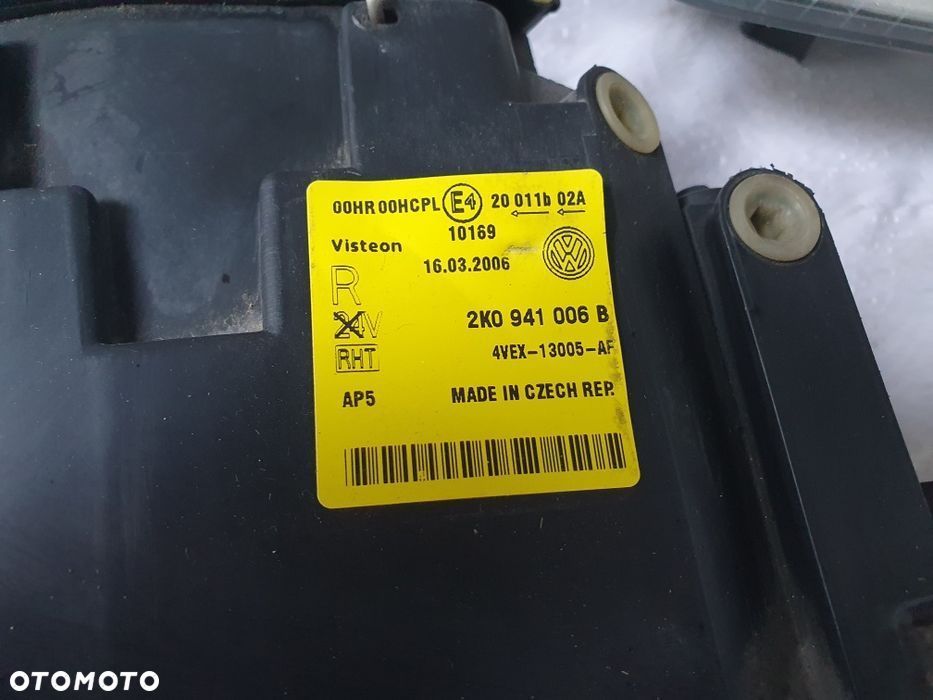 00HR 00HCPL E4 20 011b 02A
10169
Visteon
16.03.2006
R
24V
2K0 941 006 B
RHT
4VEX-13005-AF
AP5
MADE IN CZECH REP.
OTOMOTO